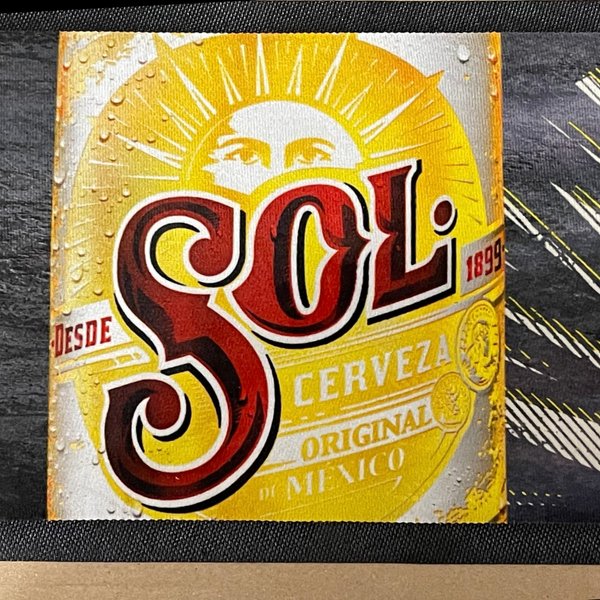 SOL.
DESDE
1899
CERVEZA
ORIGINAL
DE MEXICO